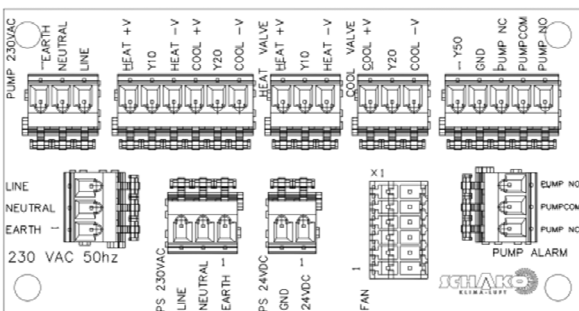 PUMP 230VAC
EARTH
NEUTRAL
LINE
HEAT +V
Y10
HEAT -V
COOL +V
Y20
COOL -V
HEAT VALVE
HEAT +V
Y10
HEAT -V
COOL VALVE
COOL +V
Y20
COOL -V
Y50
GND
PUMP NC
PUMPCOM
PUMP NO
LINE
NEUTRAL
EARTH 1
230 VAC 50hz
PS 230VAC
LINE
NEUTRAL
EARTH 1
PS 24VDC
GND
24VDC 1
X1
1
FAN
PUMP NO
PUMPCOM
PUMP NC
PUMP ALARM
SCHAKO
KLIMA-LUFT